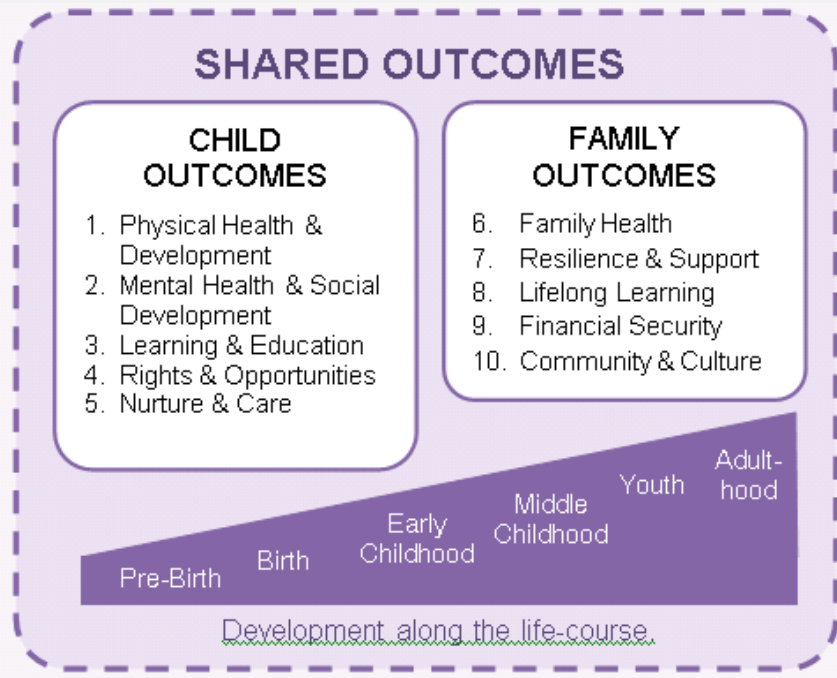 SHARED OUTCOMES
CHILD
OUTCOMES
1. Physical Health &
Development
2. Mental Health & Social
Development
3. Learning & Education
4. Rights & Opportunities
5. Nurture & Care
FAMILY
OUTCOMES
6. Family Health
7. Resilience & Support
8. Lifelong Learning
9. Financial Security
10. Community & Culture
Pre-Birth
Birth
Early
Childhood
Middle
Childhood
Youth
Adult-
hood
Development along the life-course.